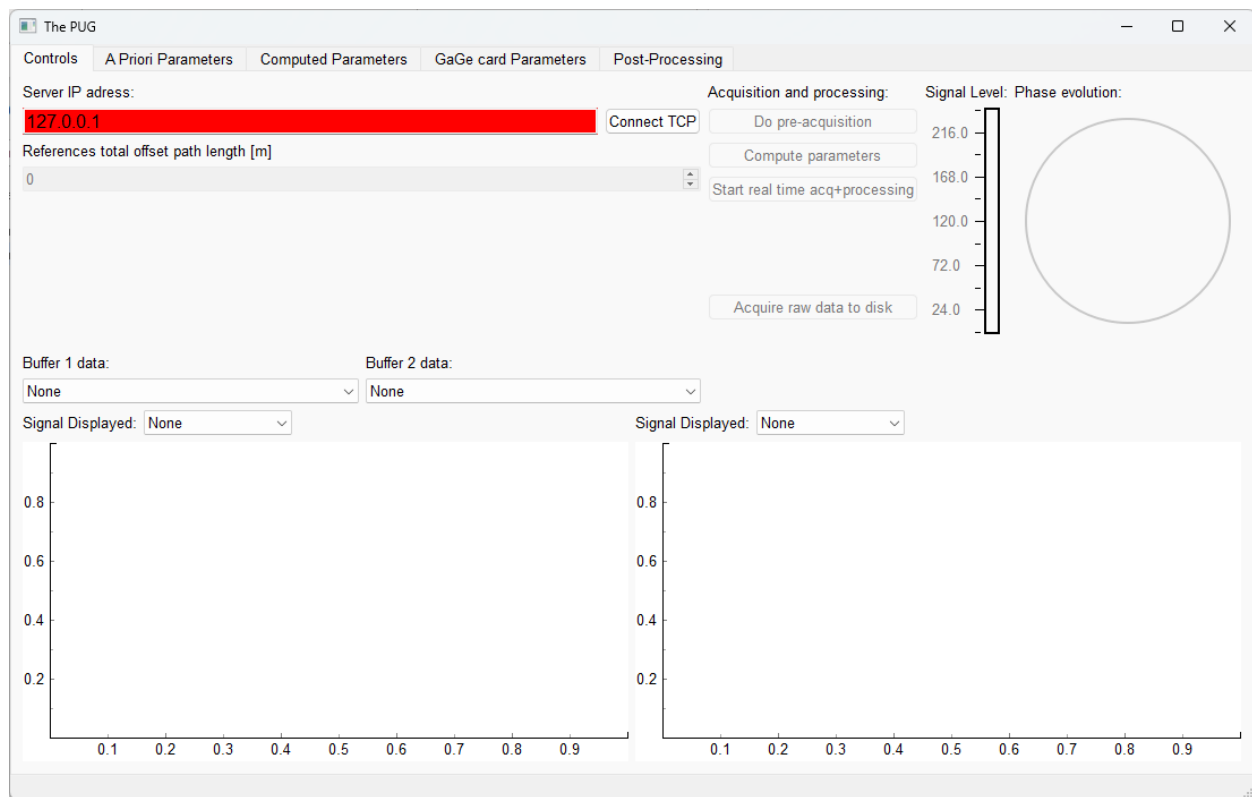 The PUG
Controls
A Priori Parameters
Computed Parameters
GaGe card Parameters
Post-Processing
Server IP adress:
127.0.0.1
Connect TCP
References total offset path length [m]
0
Acquisition and processing:
Do pre-acquisition
Compute parameters
Start real time acq+processing
Acquire raw data to disk
Signal Level:
216.0
168.0
120.0
72.0
24.0
Phase evolution:
Buffer 1 data:
None
Buffer 2 data:
None
Signal Displayed: None
0.8
0.6
0.4
0.2
0.1 0.2 0.3 0.4 0.5 0.6 0.7 0.8 0.9
Signal Displayed: None
0.8
0.6
0.4
0.2
0.1 0.2 0.3 0.4 0.5 0.6 0.7 0.8 0.9